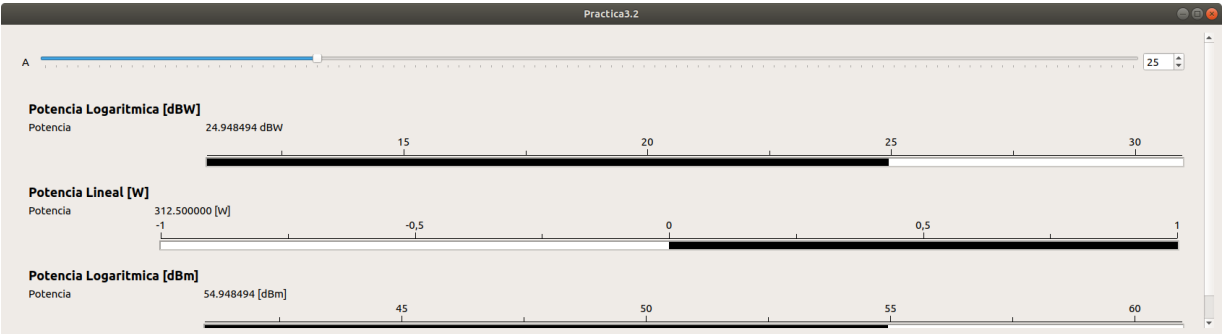 Practica3.2
A 25
Potencia Logaritmica [dBW]
Potencia 24.948494 dBW
15 20 25 30
Potencia Lineal [W]
Potencia 312.500000 [W]
-1 -0,5 0 0,5 1
Potencia Logaritmica [dBm]
Potencia 54.948494 [dBm]
45 50 55 60